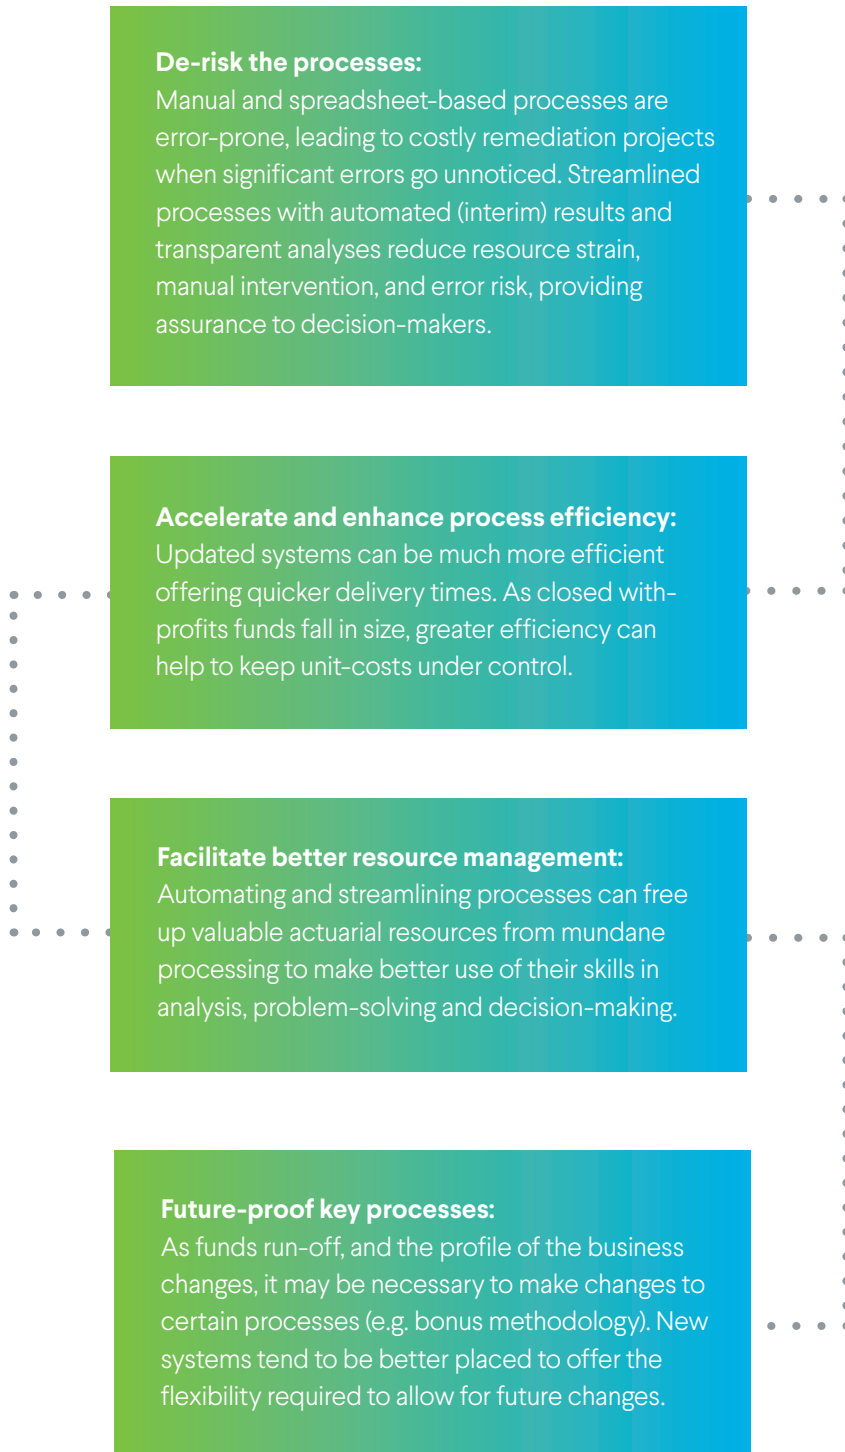 De-risk the processes:
Manual and spreadsheet-based processes are
error-prone, leading to costly remediation projects
when significant errors go unnoticed. Streamlined
processes with automated (interim) results and
transparent analyses reduce resource strain,
manual intervention, and error risk, providing
assurance to decision-makers.
Accelerate and enhance process efficiency:
Updated systems can be much more efficient
offering quicker delivery times. As closed with-
profits funds fall in size, greater efficiency can
help to keep unit-costs under control.
Facilitate better resource management:
Automating and streamlining processes can free
up valuable actuarial resources from mundane
processing to make better use of their skills in
analysis, problem-solving and decision-making.
Future-proof key processes:
As funds run-off, and the profile of the business
changes, it may be necessary to make changes to
certain processes (e.g. bonus methodology). New
systems tend to be better placed to offer the
flexibility required to allow for future changes.